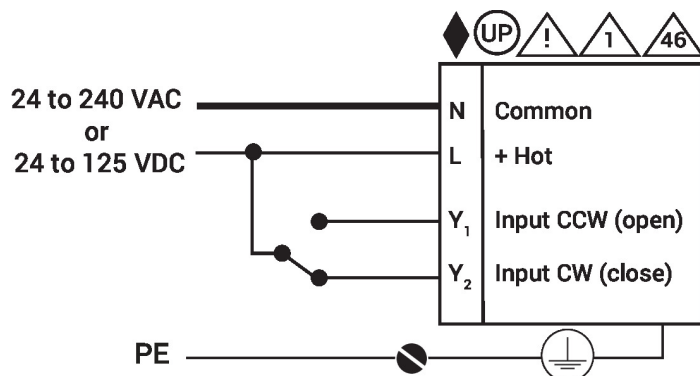 UP ! 1 46
24 to 240 VAC
or
24 to 125 VDC
N Common
L + Hot
Y₁ Input CCW (open)
Y₂ Input CW (close)
PE